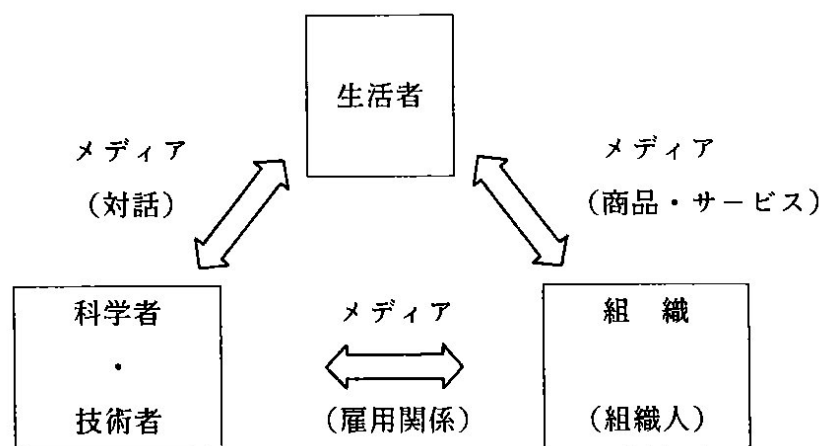 生活者
メディア
(対話)
メディア
(商品・サービス)
科学者
・
技術者
メディア
(雇用関係)
組 織
(組織人)